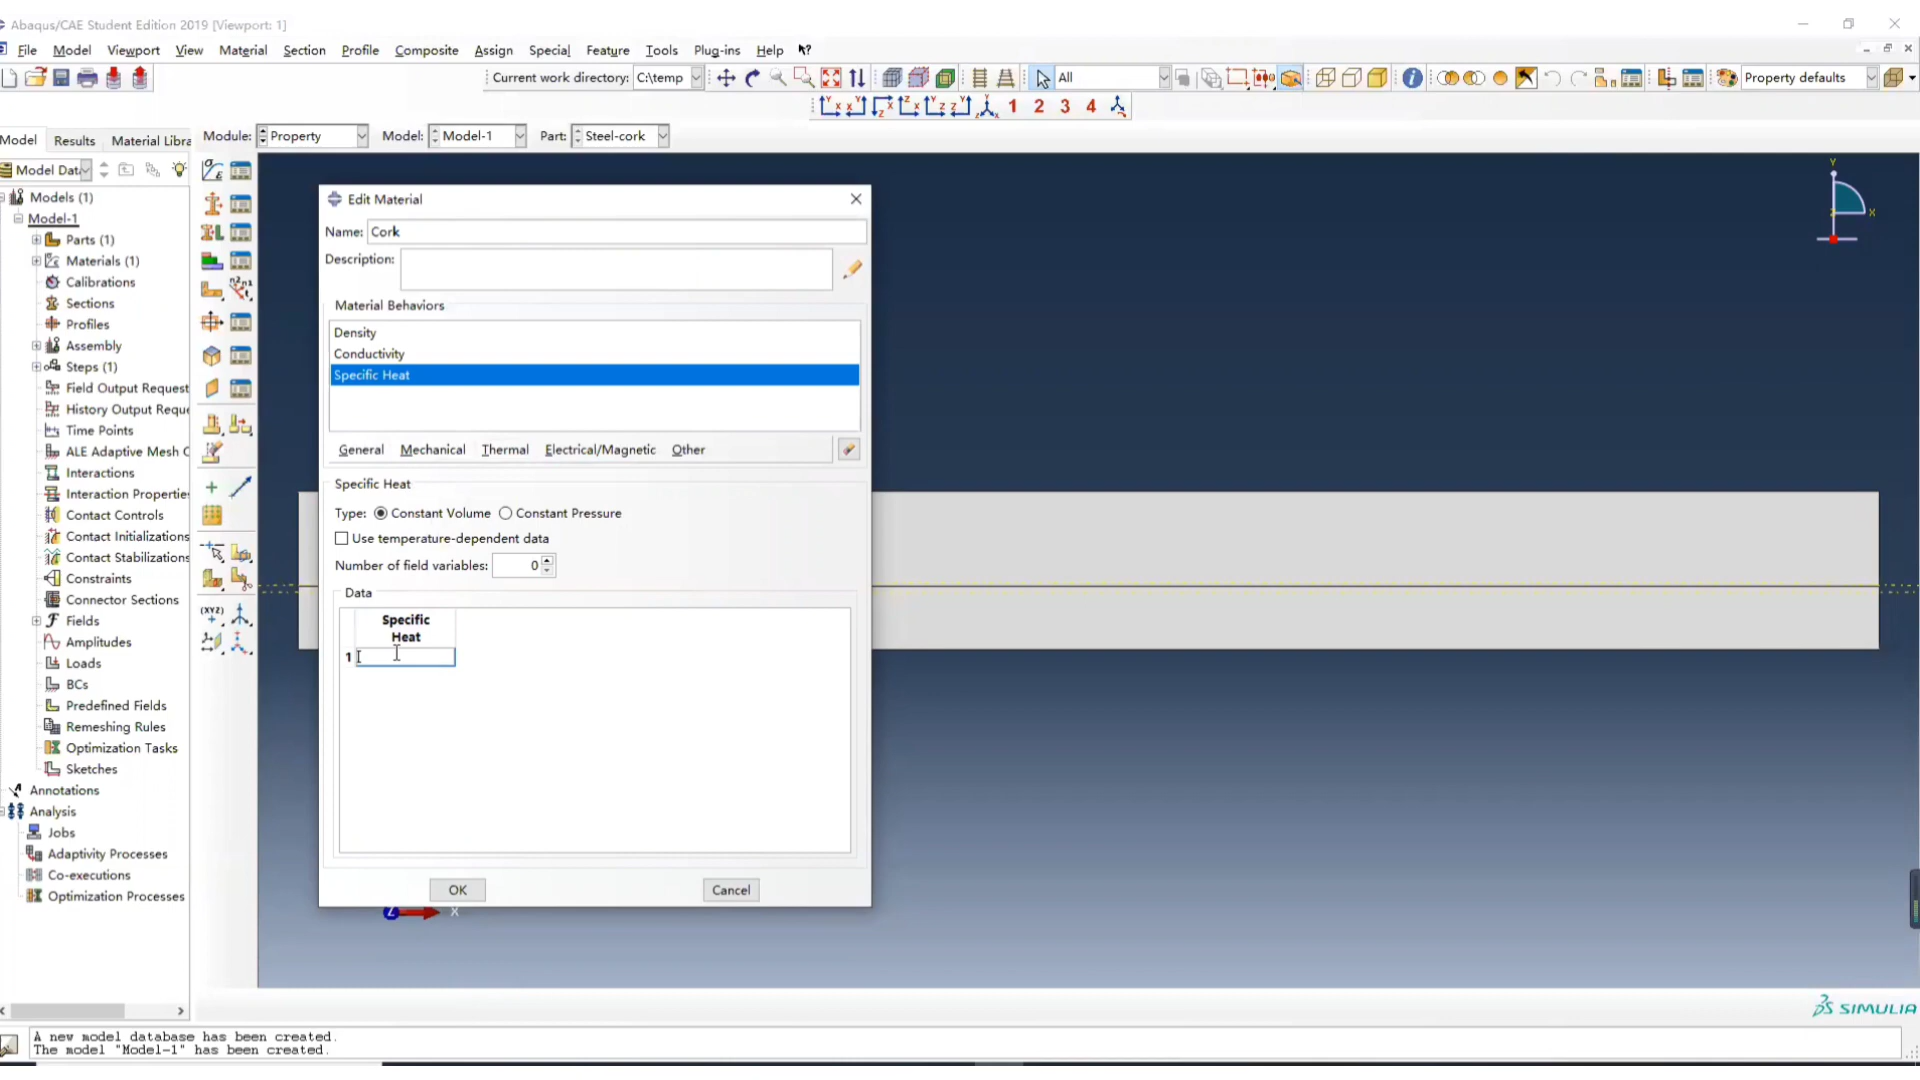 Abaqus/CAE Student Edition 2019 [Viewport: 1]
File Model Viewport View Material Section Profile Composite Assign Special Feature Tools Plug-ins Help
Current work directory: C:\temp
All
Property defaults
1 2 3 4
Model Results Material Libra
Module: Property Model: Model-1 Part: Steel-cork
Model Data
Models (1)
Model-1
Parts (1)
Materials (1)
Calibrations
Sections
Profiles
Assembly
Steps (1)
Field Output Request
History Output Reque
Time Points
ALE Adaptive Mesh C
Interactions
Interaction Properties
Contact Controls
Contact Initializations
Contact Stabilizations
Constraints
Connector Sections
Fields
Amplitudes
Loads
BCs
Predefined Fields
Remeshing Rules
Optimization Tasks
Sketches
Annotations
Analysis
Jobs
Adaptivity Processes
Co-executions
Optimization Processes
(XYZ)
Edit Material
Name: Cork
Description:
Material Behaviors
Density
Conductivity
Specific Heat
General Mechanical Thermal Electrical/Magnetic Other
Specific Heat
Type: Constant Volume Constant Pressure
Use temperature-dependent data
Number of field variables: 0
Data
Specific
Heat
1
OK Cancel
Y
X
Z X
SIMULIA
A new model database has been created.
The model "Model-1" has been created.